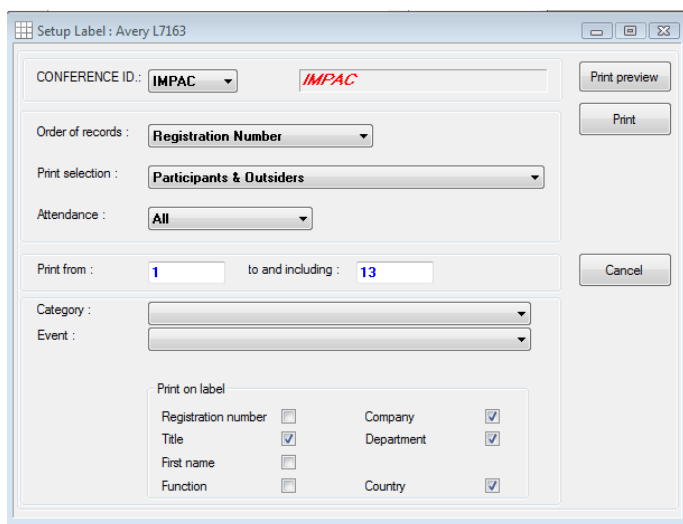 Setup Label : Avery L7163
CONFERENCE ID.: IMPAC IMPAC Print preview
Print
Order of records : Registration Number
Print selection : Participants & Outsiders
Attendance : All
Print from : 1 to and including : 13 Cancel
Category :
Event :
Print on label
Registration number Company
Title Department
First name
Function Country